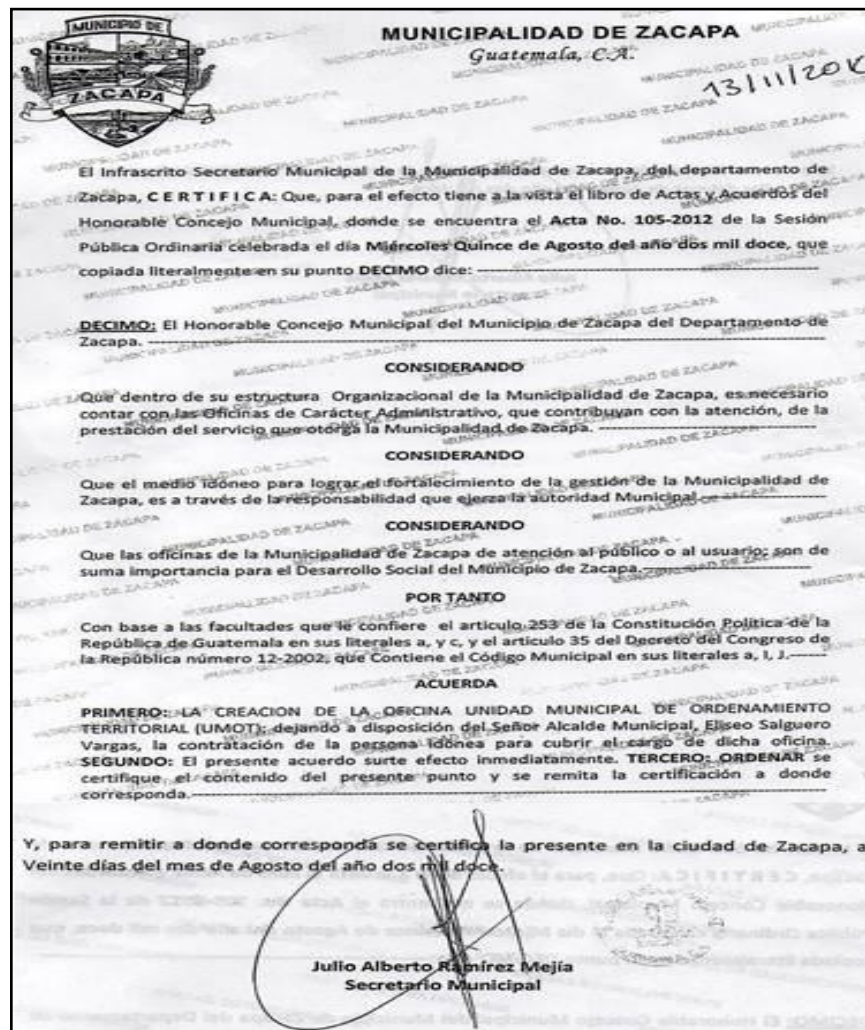 MUNICIPIO DE
ZACAPA
MUNICIPALIDAD DE ZACAPA
Guatemala, C.A.
El Infrascrito Secretario Municipal de la Municipalidad de Zacapa, del departamento de
Zacapa, C E R T I F I C A: Que, para el efecto tiene a la vista el libro de Actas y Acuerdos del
Honorable Concejo Municipal, donde se encuentra el Acta No. 105-2012 de la Sesión
Pública Ordinaria celebrada el día Miércoles Quince de Agosto del año dos mil doce, que
copiada literalmente en su punto DECIMO dice: ----------
DECIMO: El Honorable Concejo Municipal del Municipio de Zacapa del Departamento de
Zacapa. ----------
CONSIDERANDO
Que dentro de su estructura Organizacional de la Municipalidad de Zacapa, es necesario
contar con las Oficinas de Carácter Administrativo, que contribuyan con la atención, de la
prestación del servicio que otorga la Municipalidad de Zacapa. ----------
CONSIDERANDO
Que el medio idóneo para lograr el fortalecimiento de la gestión de la Municipalidad de
Zacapa, es a través de la responsabilidad que ejerza la autoridad Municipal.----------
CONSIDERANDO
Que las oficinas de la Municipalidad de Zacapa de atención al público o al usuario; son de
suma importancia para el Desarrollo Social del Municipio de Zacapa.----------
POR TANTO
Con base a las facultades que le confiere el articulo 253 de la Constitución Política de la
República de Guatemala en sus literales a, y c, y el articulo 35 del Decreto del Congreso de
la República número 12-2002, que Contiene el Código Municipal en sus literales a, I, J.------
ACUERDA
PRIMERO: LA CREACION DE LA OFICINA UNIDAD MUNICIPAL DE ORDENAMIENTO
TERRITORIAL (UMOT); dejando a disposición del Señor Alcalde Municipal, Eliseo Salguero
Vargas, la contratación de la persona idónea para cubrir el cargo de dicha oficina.
SEGUNDO: El presente acuerdo surte efecto inmediatamente. TERCERO: ORDENAR se
certifique el contenido del presente punto y se remita la certificación a donde
corresponda.----------
Y, para remitir a donde corresponda se certifica la presente en la ciudad de Zacapa, a
Veinte días del mes de Agosto del año dos mil doce.
Julio Alberto Ramírez Mejía
Secretario Municipal